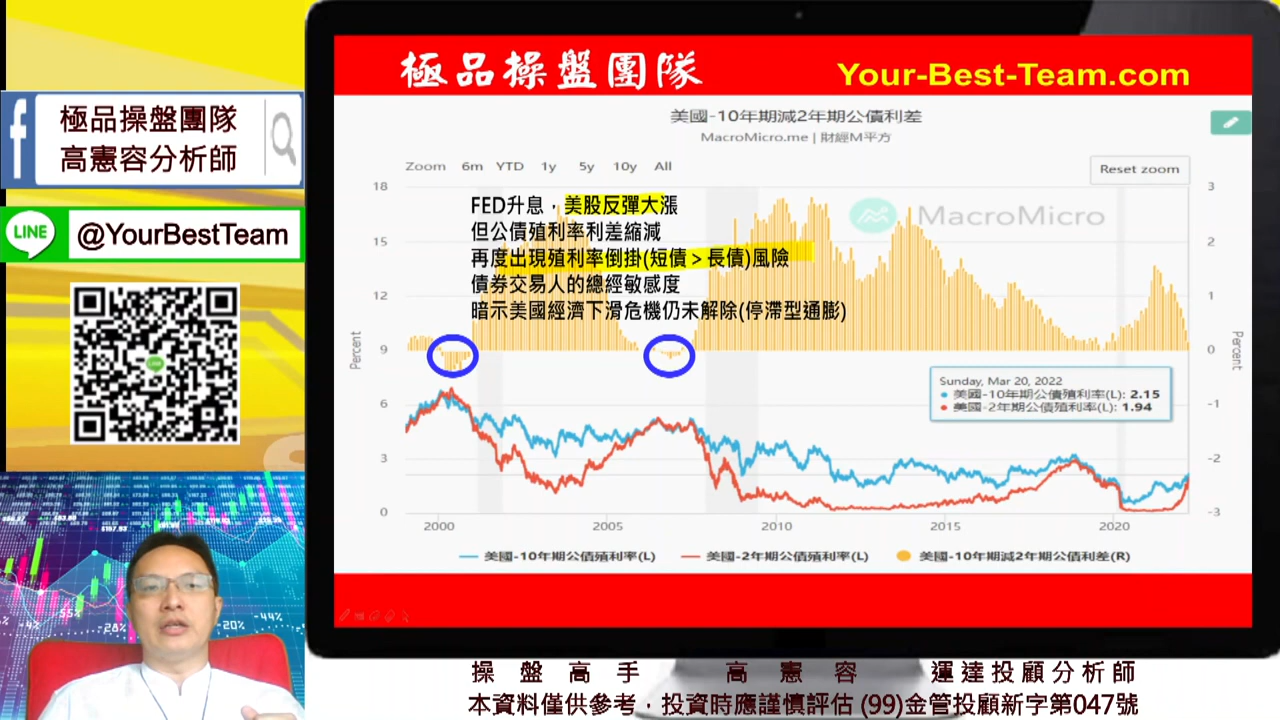 極品操盤團隊
高憲容分析師
LINE
@YourBestTeam
極品操盤團隊
Your-Best-Team.com
美國-10年期減2年期公債利差
MacroMicro.me | 財經M平方
Zoom 6m YTD 1y 5y 10y All
Reset zoom
MacroMicro
FED升息，美股反彈大漲
但公債殖利率利差縮減
再度出現殖利率倒掛(短債＞長債)風險
債券交易人的總經敏感度
暗示美國經濟下滑危機仍未解除(停滯型通膨)
18
15
12
9
6
3
0
Percent
3
2
1
0
-1
-2
-3
Percent
Sunday, Mar 20, 2022
美國-10年期公債殖利率(L): 2.15
美國-2年期公債殖利率(L): 1.94
2000 2005 2010 2015 2020
美國-10年期公債殖利率(L) 美國-2年期公債殖利率(L) 美國-10年期減2年期公債利差(R)
-28%
-20%
-44%
操盤高手 高憲容 運達投顧分析師
本資料僅供參考，投資時應謹慎評估 (99)金管投顧新字第047號